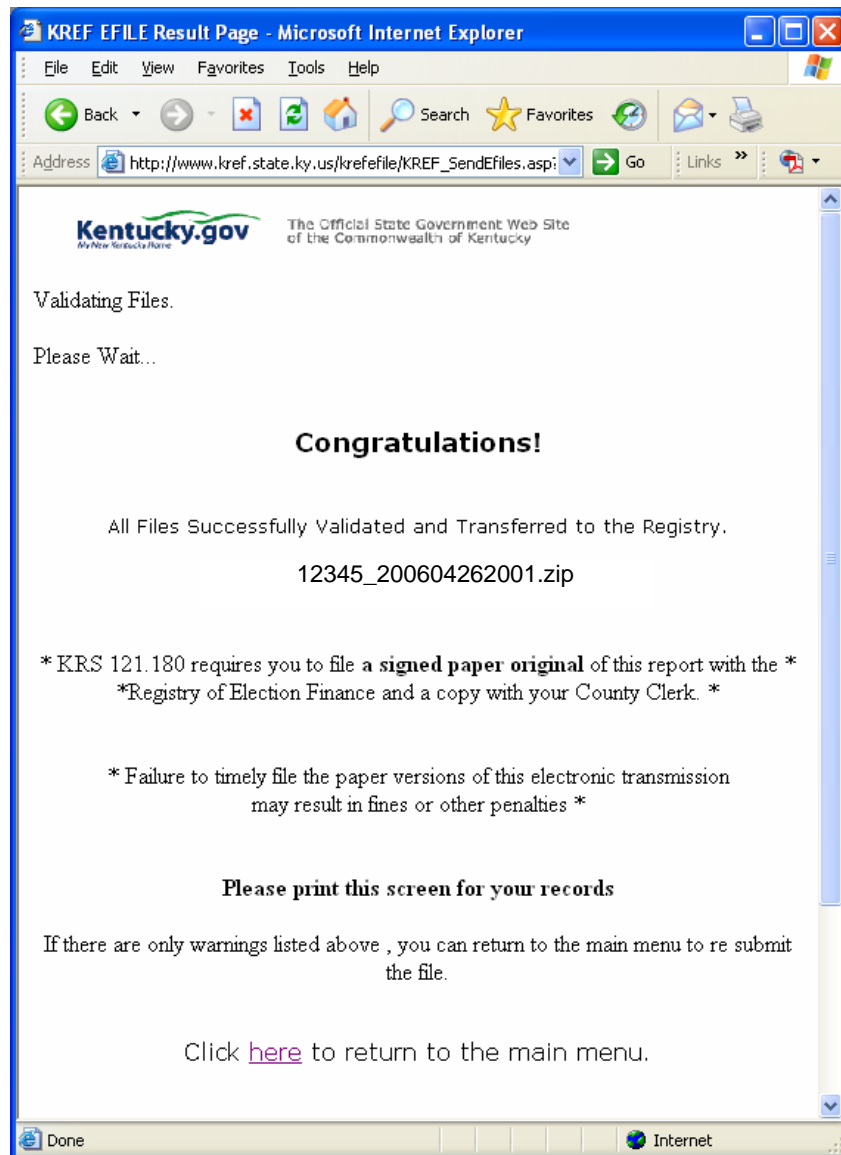 KREF EFILE Result Page - Microsoft Internet Explorer
File Edit View Favorites Tools Help
Back Search Favorites
Address http://www.kref.state.ky.us/krefefile/KREF_SendEfiles.asp? Go Links »
Kentucky.gov The Official State Government Web Site
My New Kentucky Home of the Commonwealth of Kentucky
Validating Files.
Please Wait...
Congratulations!
All Files Successfully Validated and Transferred to the Registry.
12345_200604262001.zip
* KRS 121.180 requires you to file a signed paper original of this report with the *
*Registry of Election Finance and a copy with your County Clerk. *
* Failure to timely file the paper versions of this electronic transmission
may result in fines or other penalties *
Please print this screen for your records
If there are only warnings listed above , you can return to the main menu to re submit
the file.
Click here to return to the main menu.
Done Internet